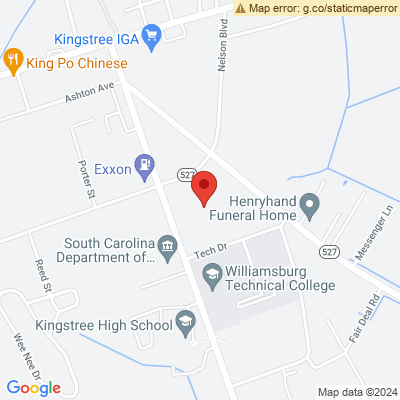 Map error: g.co/staticmaperror
Kingstree IGA
Nelson Blvd
King Po Chinese
Ashton Ave
Exxon
527
Porter St
Henryhand
Funeral Home
Messenger Ln
South Carolina
Department of...
Tech Dr
527
Reed St
Williamsburg
Technical College
Kingstree High School
Fair Deal Rd
Wee Nee Dr
Google
Map data ©2024